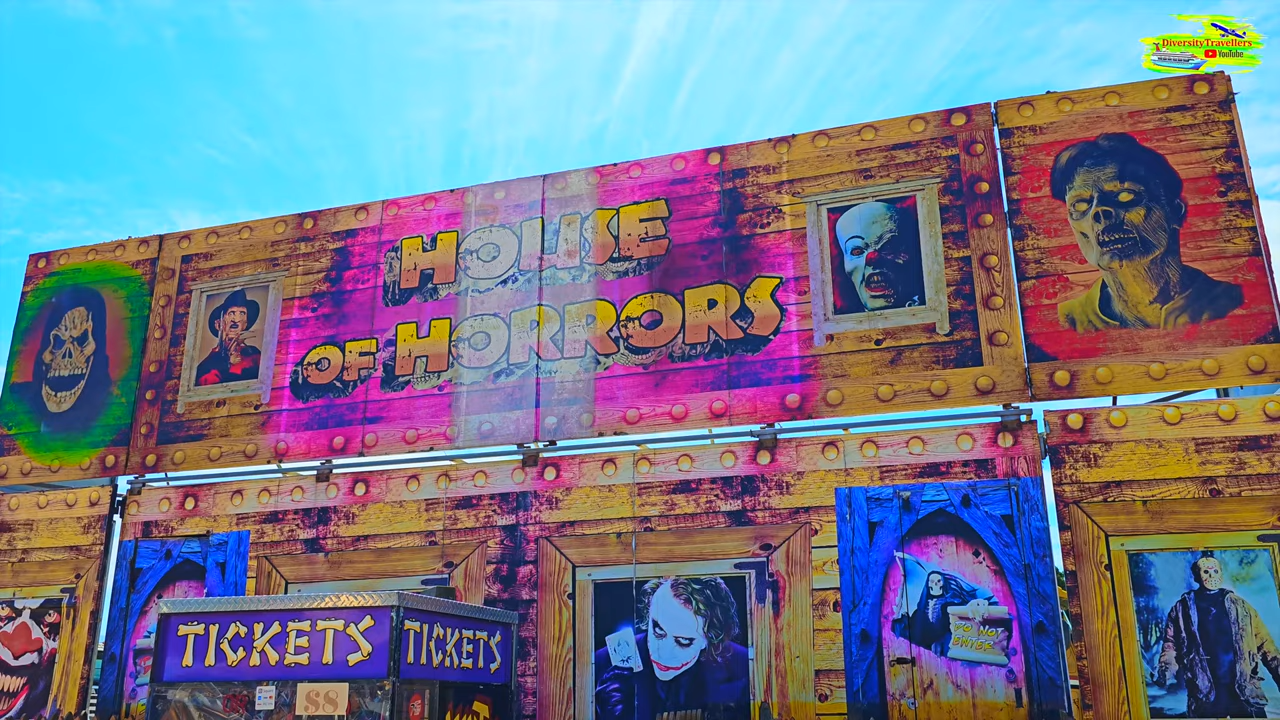 DiversityTravellers
YouTube
HOUSE
OF HORRORS
TICKETS
TICKETS
DO NOT
ENTER
$8